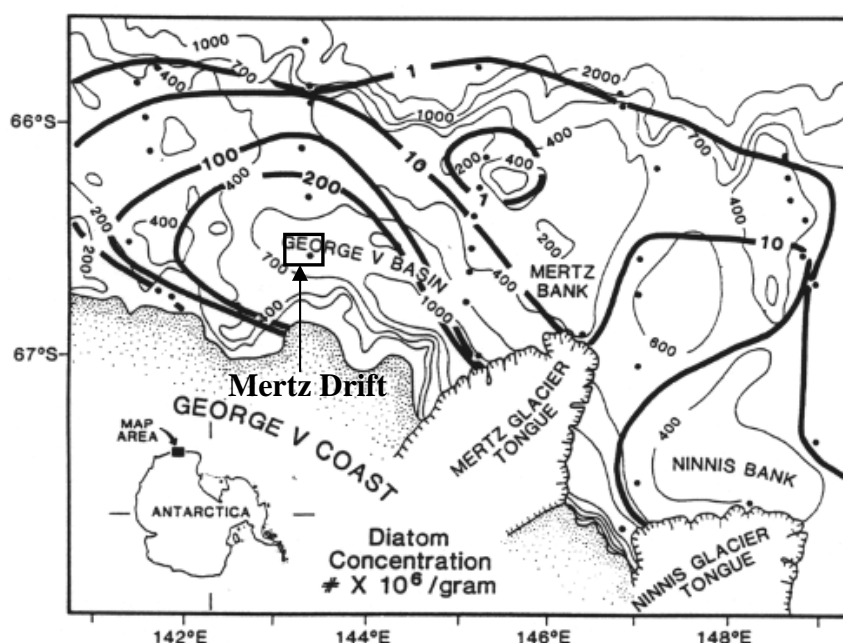 1000
2000
700
400
1
1000
66°S
400
200
400
1
700
400
100
10
400
200
400
200
400
200
GEORGE V BASIN
700
10
400
200
MERTZ
BANK
1000
600
67°S
Mertz Drift
GEORGE V COAST
MERTZ GLACIER
TONGUE
400
NINNIS BANK
MAP
AREA
ANTARCTICA
Diatom
Concentration
# X 10⁶/gram
NINNIS GLACIER
TONGUE
142°E
144°E
146°E
148°E